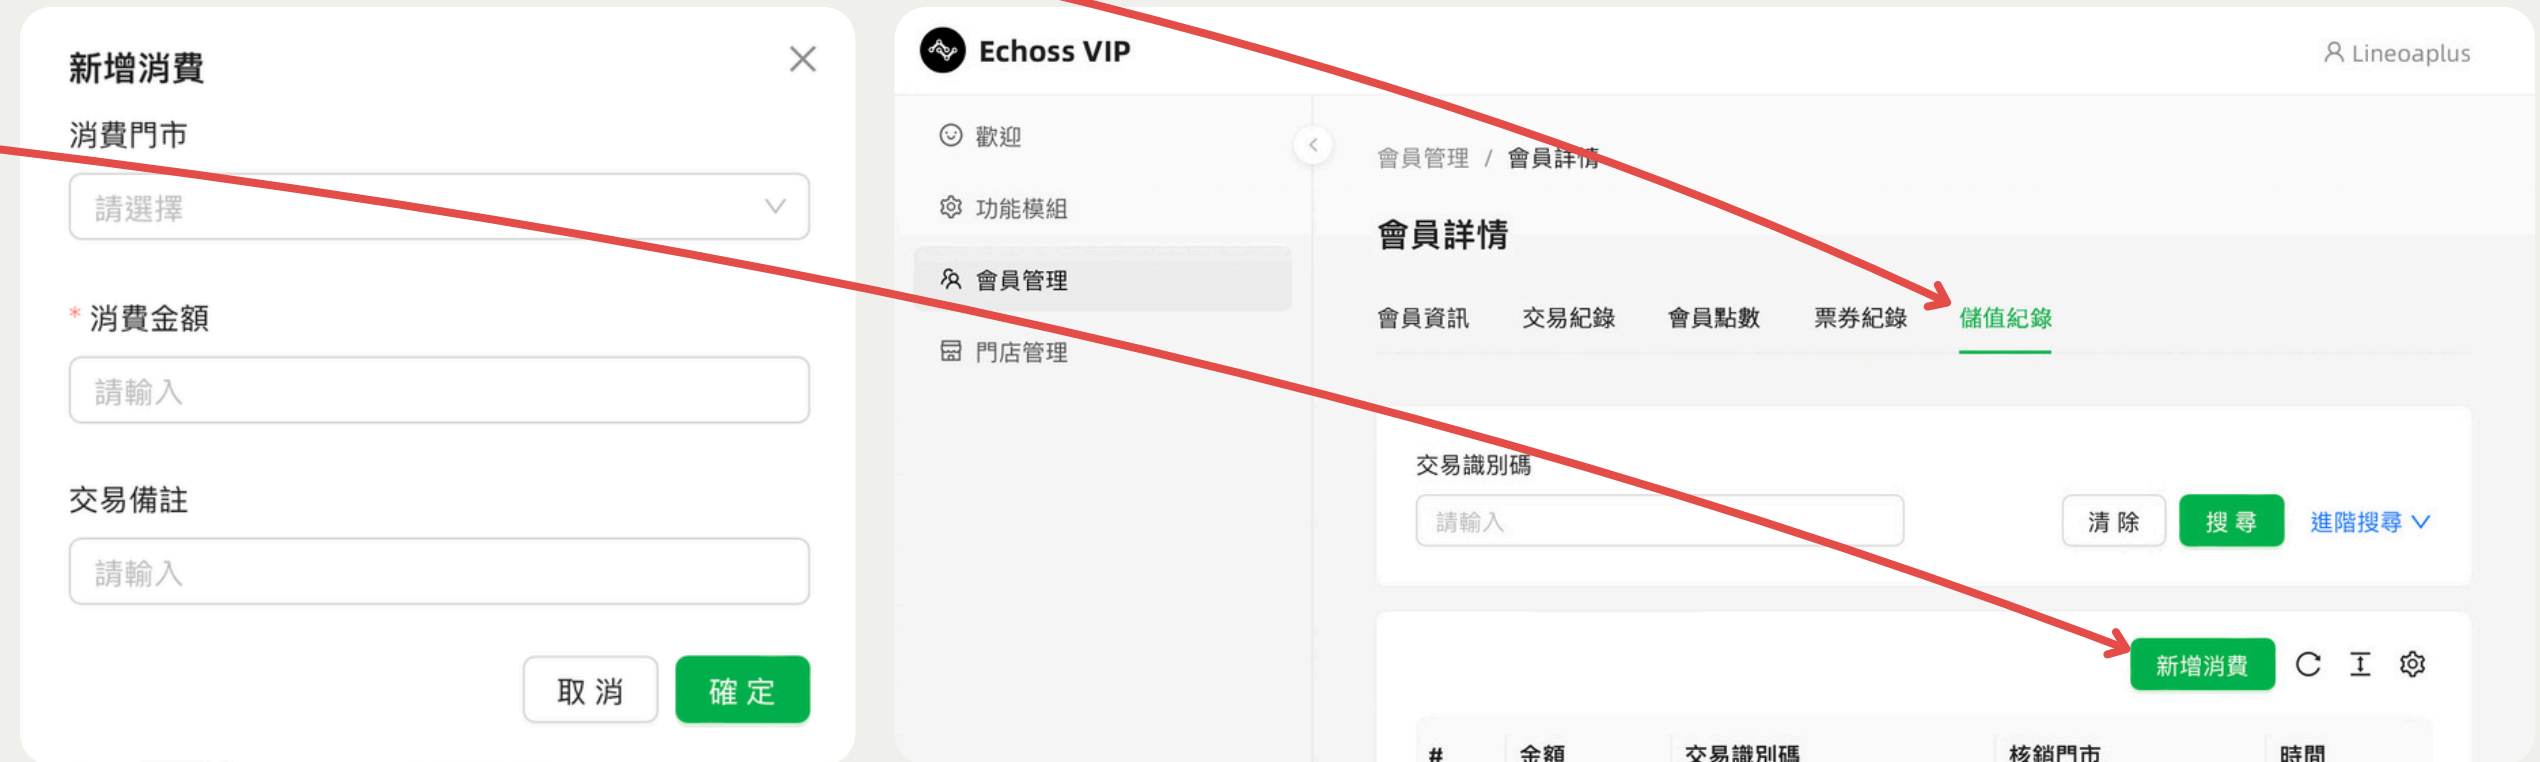 新增消費
消費門市
請選擇
* 消費金額
請輸入
交易備註
請輸入
取 消
確 定
Echoss VIP
Lineoaplus
歡迎
功能模組
會員管理
門店管理
會員管理 / 會員詳情
會員詳情
會員資訊 交易紀錄 會員點數 票券紀錄 儲值紀錄
交易識別碼
請輸入
清 除 搜 尋 進階搜尋
新增消費
# 金額 交易識別碼 核銷門市 時間